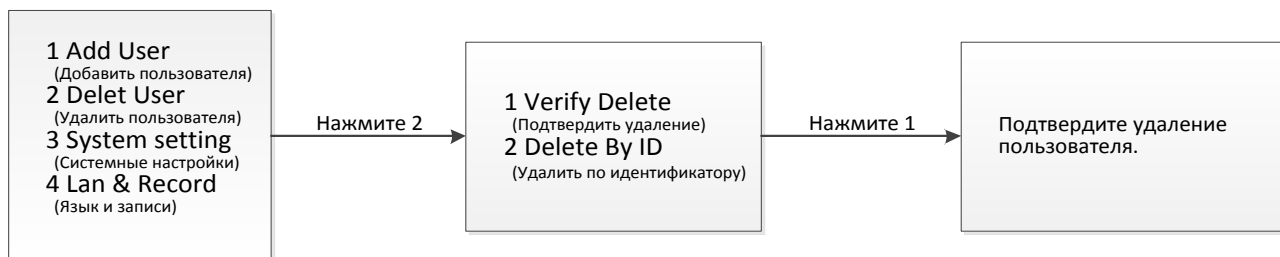 1 Add User
(Добавить пользователя)
2 Delet User
(Удалить пользователя)
3 System setting
(Системные настройки)
4 Lan & Record
(Язык и записи)
Нажмите 2
1 Verify Delete
(Подтвердить удаление)
2 Delete By ID
(Удалить по идентификатору)
Нажмите 1
Подтвердите удаление
пользователя.